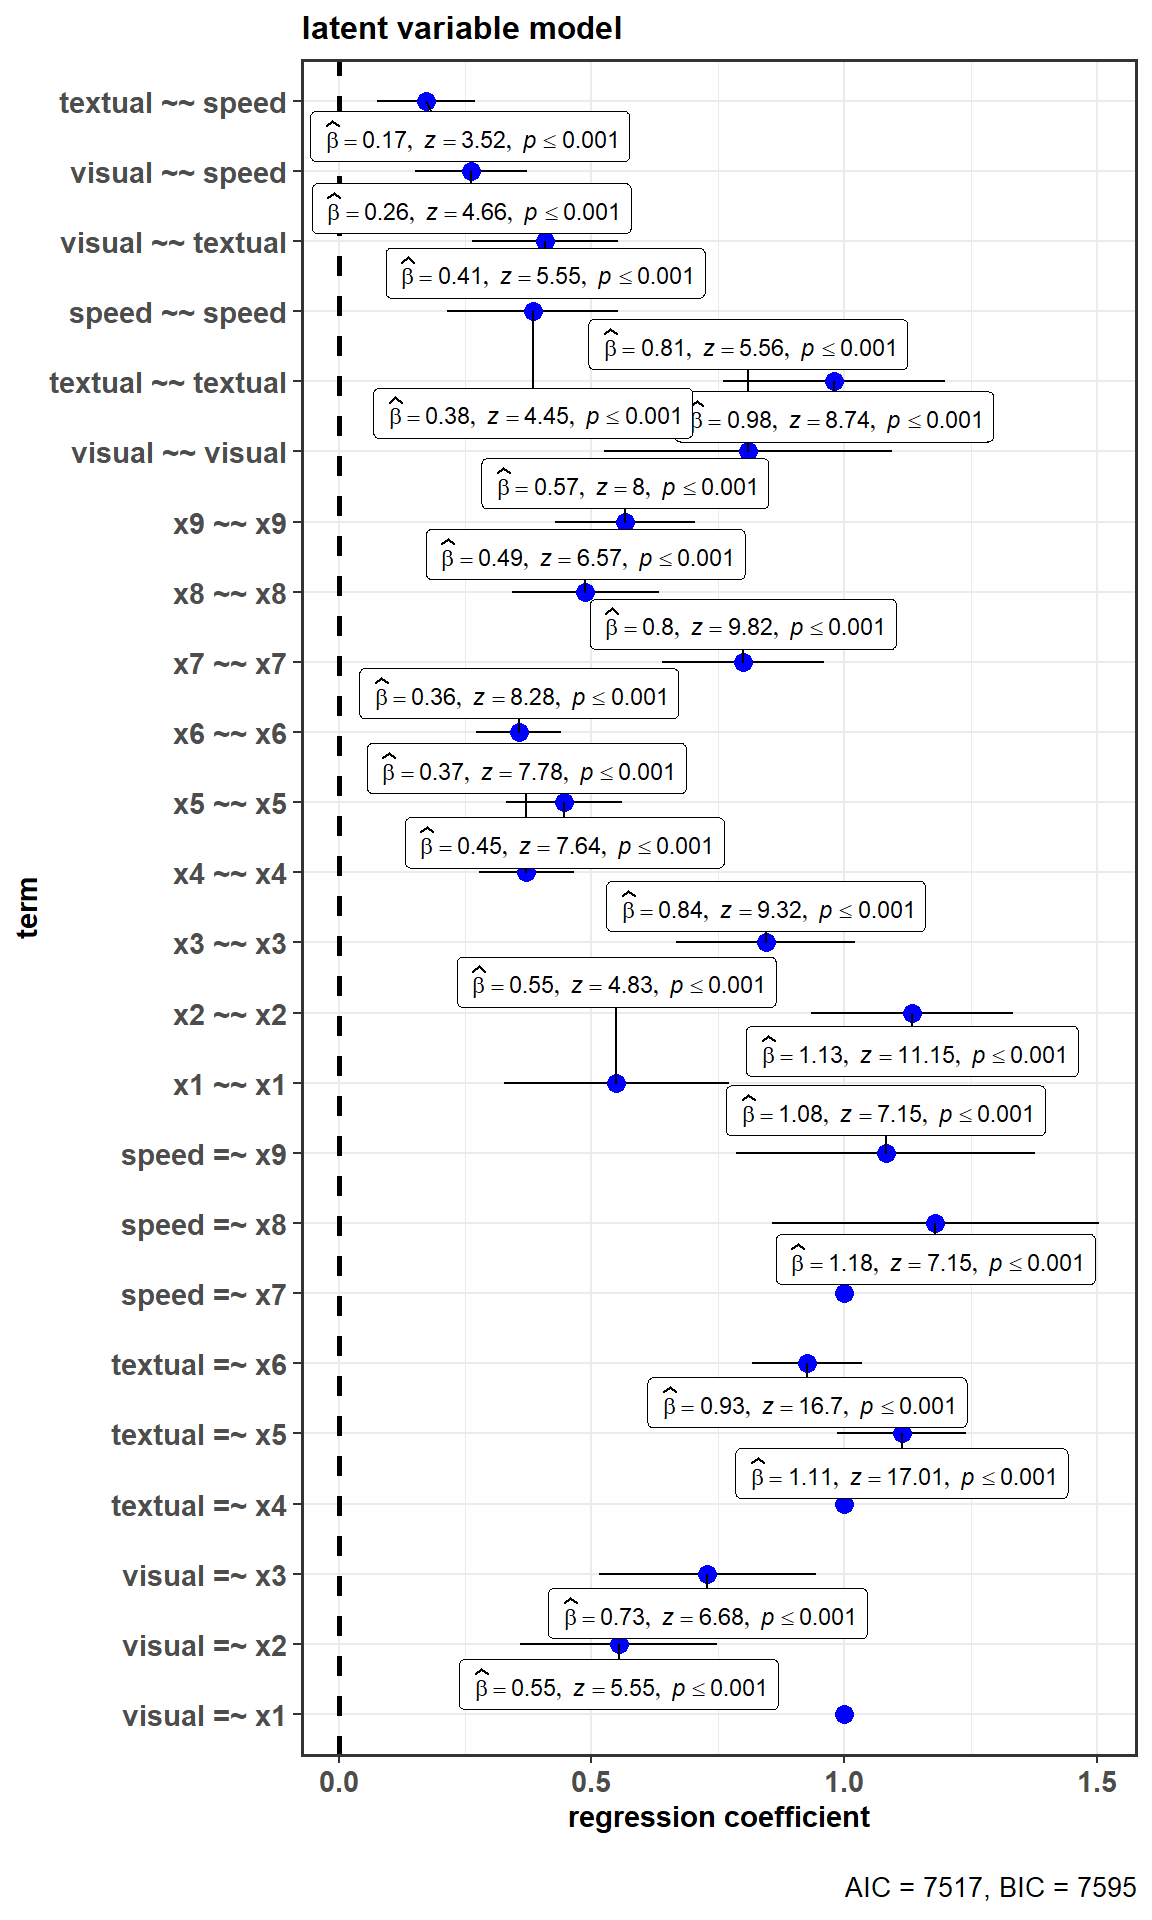 latent variable model
textual ~~ speed
β̂ = 0.17, z = 3.52, p ≤ 0.001
visual ~~ speed
β̂ = 0.26, z = 4.66, p ≤ 0.001
visual ~~ textual
β̂ = 0.41, z = 5.55, p ≤ 0.001
speed ~~ speed
β̂ = 0.81, z = 5.56, p ≤ 0.001
textual ~~ textual
β̂ = 0.38, z = 4.45, p ≤ 0.001
β̂ = 0.98, z = 8.74, p ≤ 0.001
visual ~~ visual
β̂ = 0.57, z = 8, p ≤ 0.001
x9 ~~ x9
β̂ = 0.49, z = 6.57, p ≤ 0.001
x8 ~~ x8
β̂ = 0.8, z = 9.82, p ≤ 0.001
x7 ~~ x7
β̂ = 0.36, z = 8.28, p ≤ 0.001
x6 ~~ x6
β̂ = 0.37, z = 7.78, p ≤ 0.001
x5 ~~ x5
β̂ = 0.45, z = 7.64, p ≤ 0.001
x4 ~~ x4
β̂ = 0.84, z = 9.32, p ≤ 0.001
x3 ~~ x3
β̂ = 0.55, z = 4.83, p ≤ 0.001
x2 ~~ x2
β̂ = 1.13, z = 11.15, p ≤ 0.001
x1 ~~ x1
β̂ = 1.08, z = 7.15, p ≤ 0.001
speed =~ x9
speed =~ x8
β̂ = 1.18, z = 7.15, p ≤ 0.001
speed =~ x7
textual =~ x6
β̂ = 0.93, z = 16.7, p ≤ 0.001
textual =~ x5
β̂ = 1.11, z = 17.01, p ≤ 0.001
textual =~ x4
visual =~ x3
β̂ = 0.73, z = 6.68, p ≤ 0.001
visual =~ x2
β̂ = 0.55, z = 5.55, p ≤ 0.001
visual =~ x1
term
0.0 0.5 1.0 1.5
regression coefficient
AIC = 7517, BIC = 7595